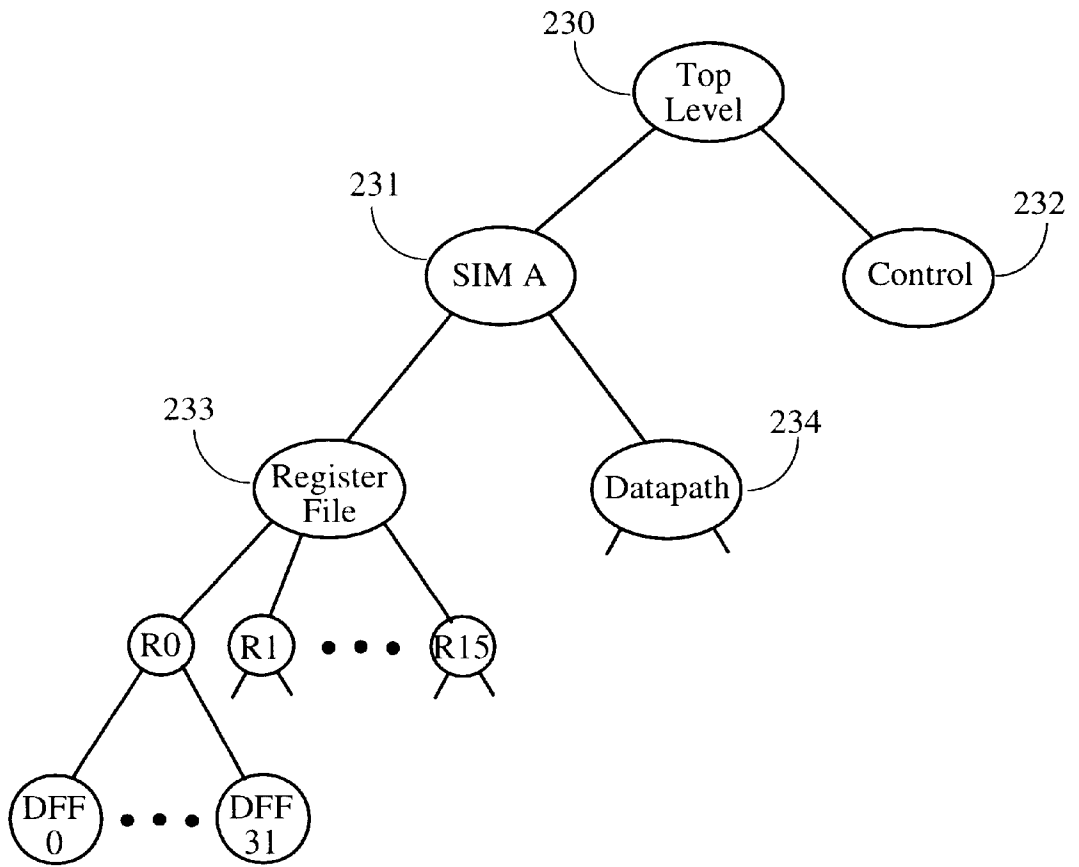 230
Top
Level
231
232
SIM A
Control
233
234
Register
File
Datapath
R0
R1
R15
DFF
0
DFF
31